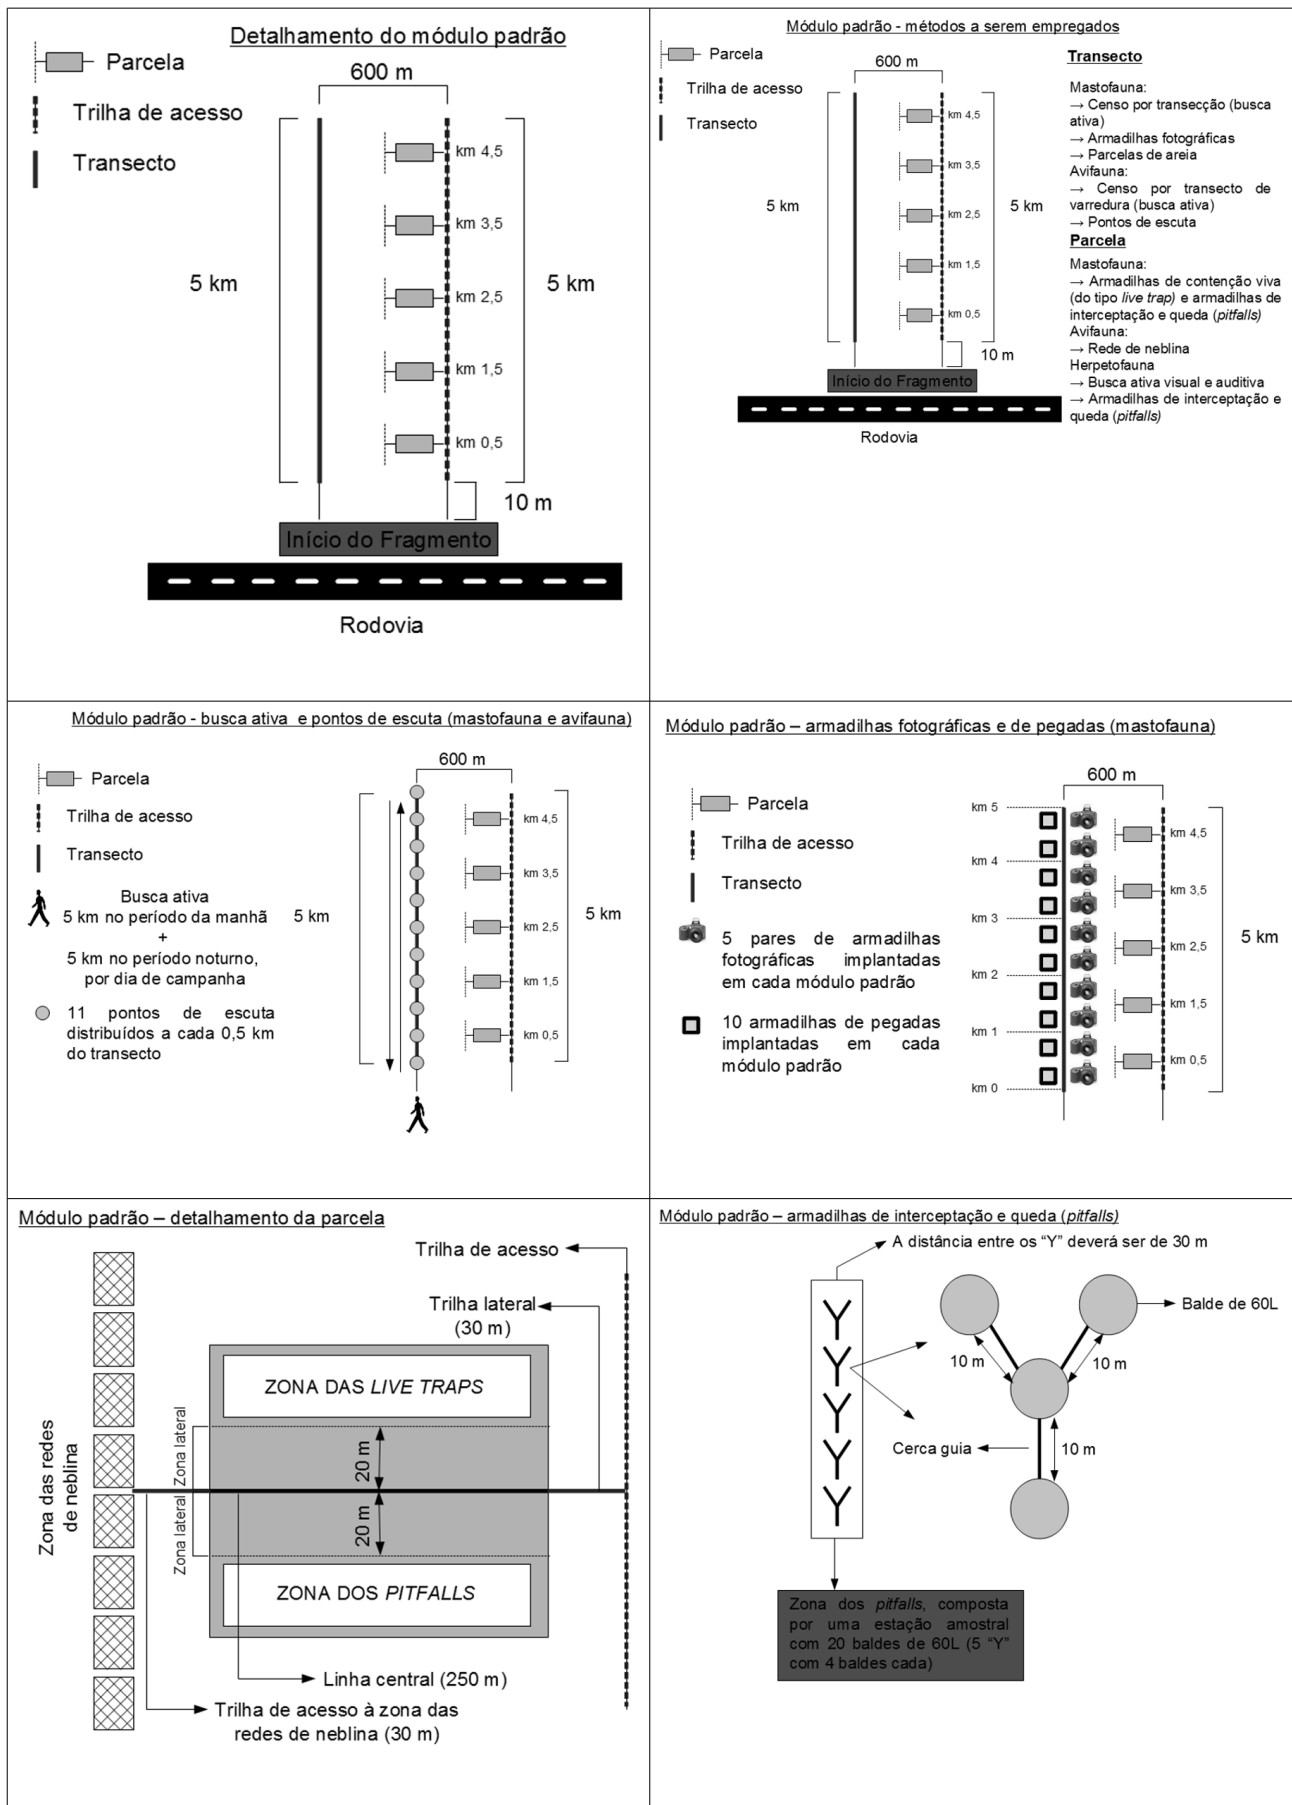 Detalhamento do módulo padrão
Parcela
Trilha de acesso
Transecto
600 m
km 4,5
km 3,5
km 2,5
km 1,5
km 0,5
5 km
5 km
10 m
Início do Fragmento
Rodovia
Módulo padrão - métodos a serem empregados
Parcela
Trilha de acesso
Transecto
600 m
km 4,5
km 3,5
km 2,5
km 1,5
km 0,5
5 km
5 km
10 m
Início do Fragmento
Rodovia
Transecto
Mastofauna:
→ Censo por transecção (busca
ativa)
→ Armadilhas fotográficas
→ Parcelas de areia
Avifauna:
→ Censo por transecto de
varredura (busca ativa)
→ Pontos de escuta
Parcela
Mastofauna:
→ Armadilhas de contenção viva
(do tipo live trap) e armadilhas de
interceptação e queda (pitfalls)
Avifauna:
→ Rede de neblina
Herpetofauna
→ Busca ativa visual e auditiva
→ Armadilhas de interceptação e
queda (pitfalls)
Módulo padrão - busca ativa e pontos de escuta (mastofauna e avifauna)
Parcela
Trilha de acesso
Transecto
Busca ativa
5 km no período da manhã
+
5 km no período noturno,
por dia de campanha
11 pontos de escuta
distribuídos a cada 0,5 km
do transecto
600 m
km 4,5
km 3,5
km 2,5
km 1,5
km 0,5
5 km
5 km
Módulo padrão – armadilhas fotográficas e de pegadas (mastofauna)
Parcela
Trilha de acesso
Transecto
5 pares de armadilhas
fotográficas implantadas
em cada módulo padrão
10 armadilhas de pegadas
implantadas em cada
módulo padrão
600 m
km 5
km 4
km 3
km 2
km 1
km 0
km 4,5
km 3,5
km 2,5
km 1,5
km 0,5
5 km
Módulo padrão – detalhamento da parcela
Trilha de acesso
Trilha lateral
(30 m)
ZONA DAS LIVE TRAPS
Zona das redes
de neblina
Zona lateral
Zona lateral
20 m
20 m
ZONA DOS PITFALLS
Linha central (250 m)
Trilha de acesso à zona das
redes de neblina (30 m)
Módulo padrão – armadilhas de interceptação e queda (pitfalls)
A distância entre os “Y” deverá ser de 30 m
Balde de 60L
10 m
10 m
10 m
Cerca guia
Zona dos pitfalls, composta
por uma estação amostral
com 20 baldes de 60L (5 “Y”
com 4 baldes cada)